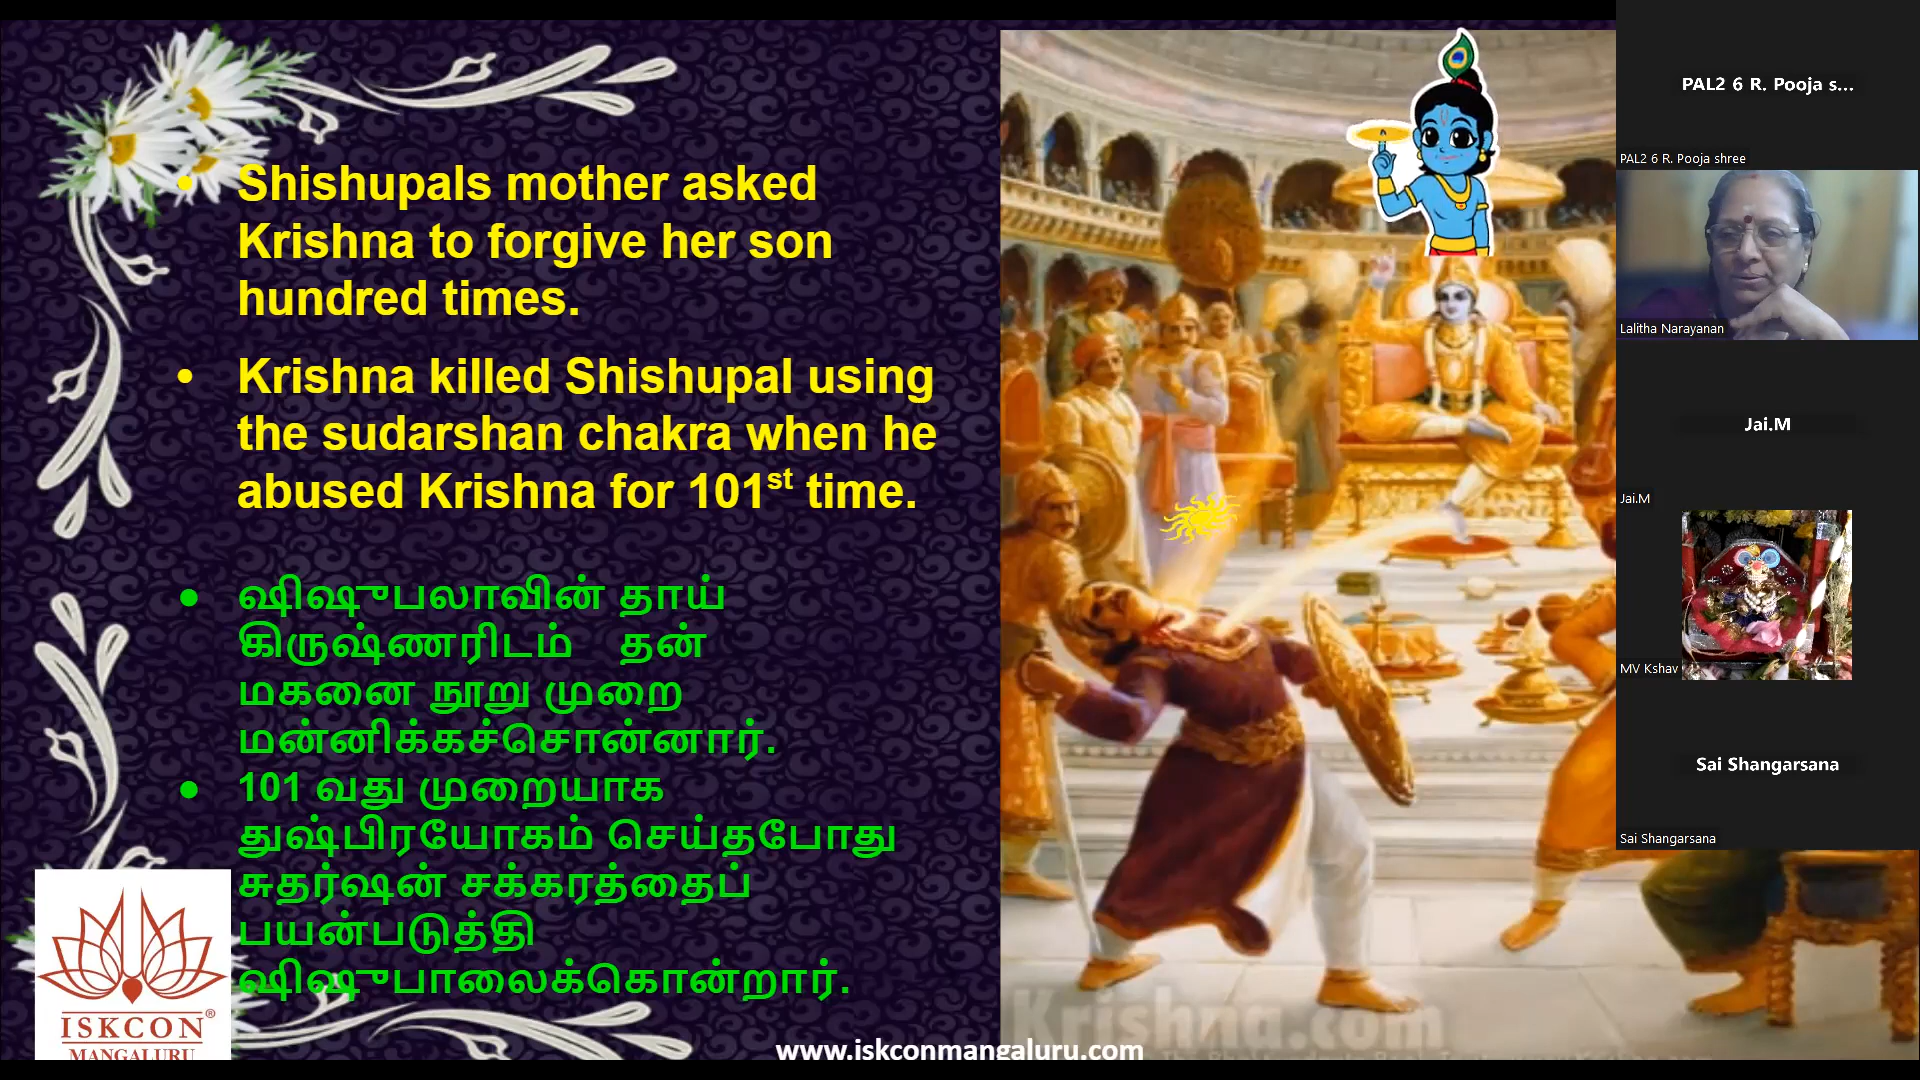 Shishupals mother asked
Krishna to forgive her son
hundred times.
Krishna killed Shishupal using
the sudarshan chakra when he
abused Krishna for 101st time.
ஷிஷுபலாவின் தாய்
கிருஷ்ணரிடம் தன்
மகனை நூறு முறை
மன்னிக்கச்சொன்னார்.
101 வது முறையாக
துஷ்பிரயோகம் செய்தபோது
சுதர்ஷன் சக்கரத்தைப்
பயன்படுத்தி
ஷிஷுபாலைக்கொன்றார்.
ISKCON®
MANGALURU
www.iskconmangaluru.com
Krishna.com
PAL2 6 R. Pooja s...
PAL2 6 R. Pooja shree
Lalitha Narayanan
Jai.M
Jai.M
MV Kshav
Sai Shangarsana
Sai Shangarsana